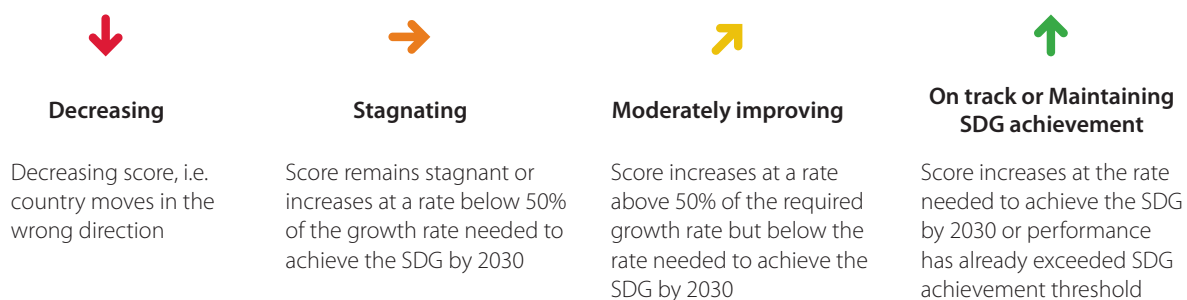 Decreasing
Stagnating
Moderately improving
On track or Maintaining
SDG achievement
Decreasing score, i.e.
country moves in the
wrong direction
Score remains stagnant or
increases at a rate below 50%
of the growth rate needed to
achieve the SDG by 2030
Score increases at a rate
above 50% of the required
growth rate but below the
rate needed to achieve the
SDG by 2030
Score increases at the rate
needed to achieve the SDG
by 2030 or performance
has already exceeded SDG
achievement threshold